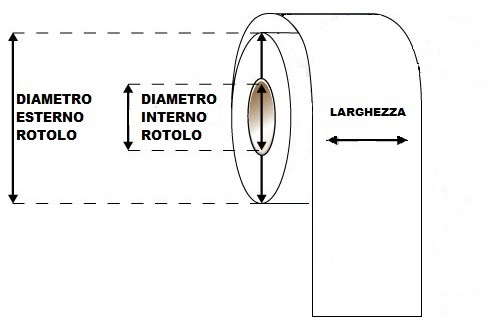 DIAMETRO
ESTERNO
ROTOLO
DIAMETRO
INTERNO
ROTOLO
LARGHEZZA